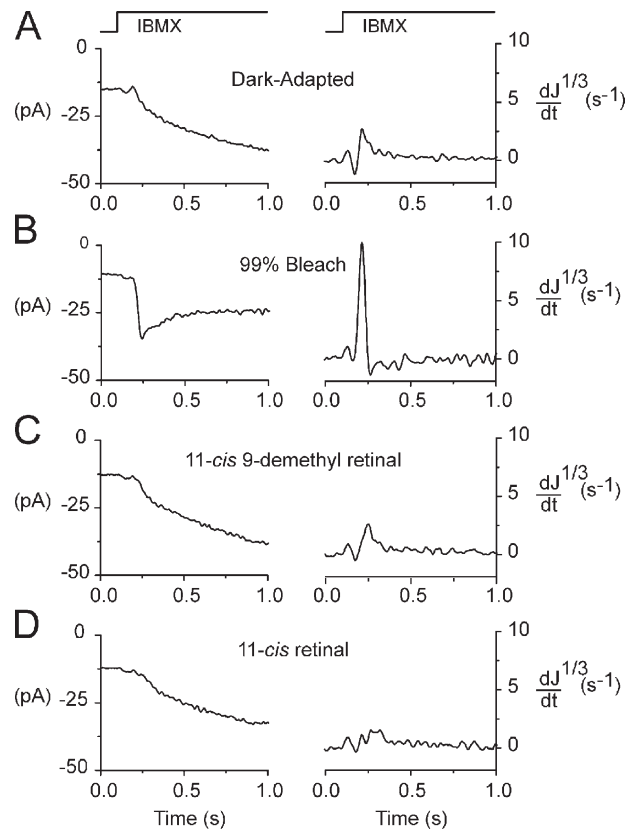 A
IBMX
IBMX
0
-25
-50
(pA)
Dark-Adapted
10
5
0
dJ^1/3 (s-1)
dt
0.0 0.5 1.0
0.0 0.5 1.0
B
0
-25
-50
(pA)
99% Bleach
10
5
0
dJ^1/3 (s-1)
dt
0.0 0.5 1.0
0.0 0.5 1.0
C
0
-25
-50
(pA)
11-cis 9-demethyl retinal
10
5
0
dJ^1/3 (s-1)
dt
0.0 0.5 1.0
0.0 0.5 1.0
D
0
-25
-50
(pA)
11-cis retinal
10
5
0
dJ^1/3 (s-1)
dt
0.0 0.5 1.0
0.0 0.5 1.0
Time (s)
Time (s)